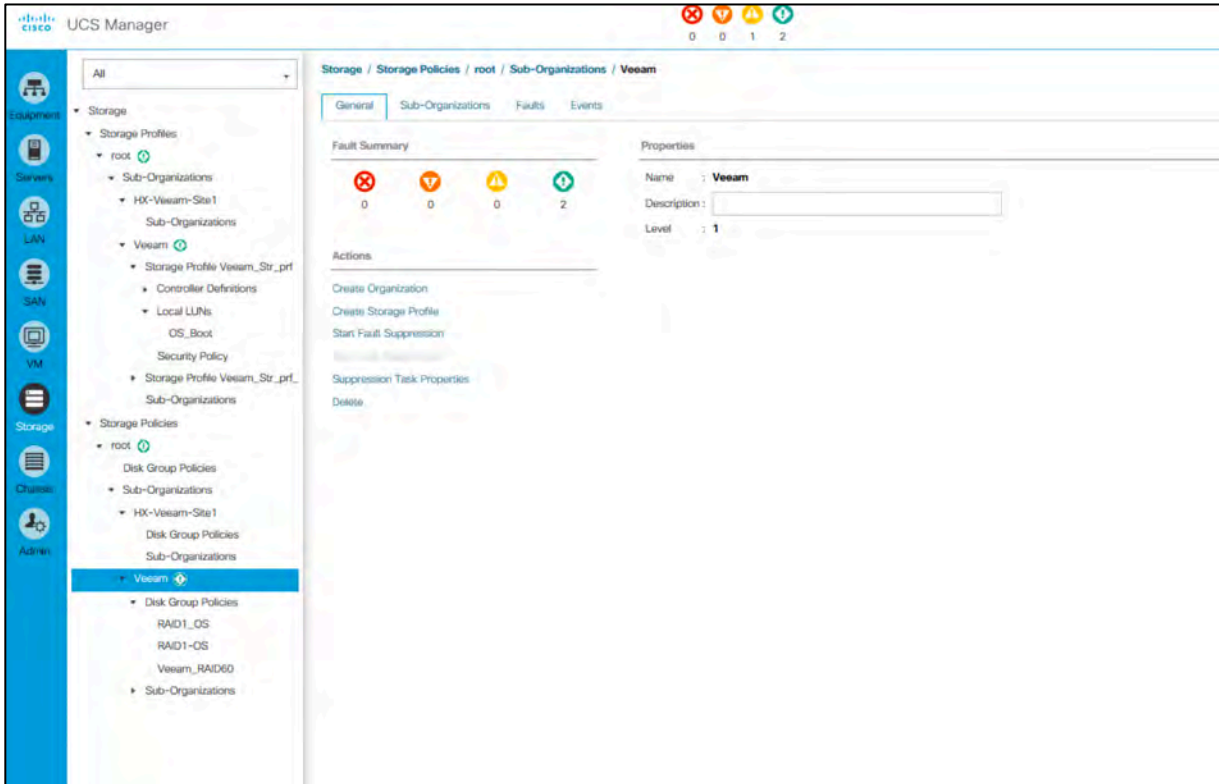 cisco UCS Manager
0 0 1 2
Equipment
Servers
LAN
SAN
VM
Storage
Chassis
Admin
All
Storage
Storage Profiles
root
Sub-Organizations
HX-Veeam-Site1
Sub-Organizations
Veeam
Storage Profile Veeam_Str_prf
Controller Definitions
Local LUNs
OS_Boot
Security Policy
Storage Profile Veeam_Str_prf_
Sub-Organizations
Storage Policies
root
Disk Group Policies
Sub-Organizations
HX-Veeam-Site1
Disk Group Policies
Sub-Organizations
Veeam
Disk Group Policies
RAID1_OS
RAID1-OS
Veeam_RAID60
Sub-Organizations
Storage / Storage Policies / root / Sub-Organizations / Veeam
General Sub-Organizations Faults Events
Fault Summary
0 0 0 2
Actions
Create Organization
Create Storage Profile
Start Fault Suppression
Suppression Task Properties
Delete
Properties
Name : Veeam
Description :
Level : 1